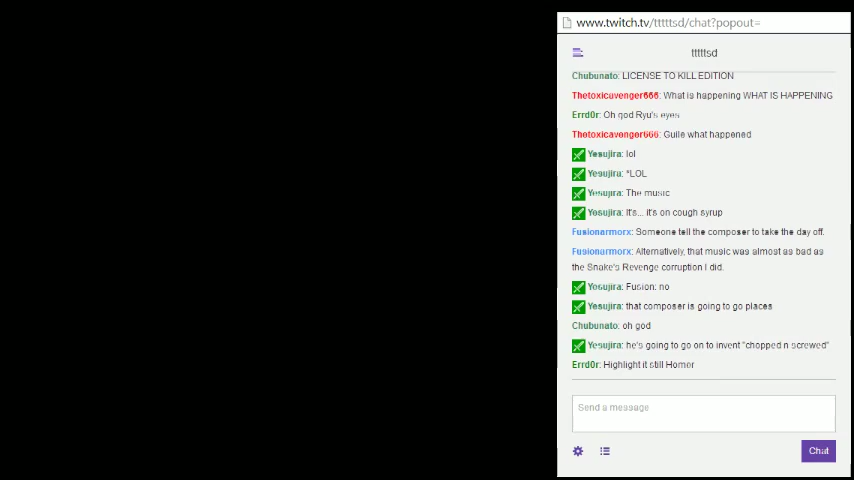 www.twitch.tv/tttttsd/chat?popout=
tttttsd
Chubunato: LICENSE TO KILL EDITION
Thetoxicavenger666: What is happening WHAT IS HAPPENING
Errd0r: Oh god Ryu's eyes
Thetoxicavenger666: Guile what happened
Yesujira: lol
Yesujira: *LOL
Yesujira: The music
Yesujira: It's... it's on cough syrup
Fusionarmorx: Someone tell the composer to take the day off.
Fusionarmorx: Alternatively, that music was almost as bad as
the Snake's Revenge corruption I did.
Yesujira: Fusion: no
Yesujira: that composer is going to go places
Chubunato: oh god
Yesujira: he's going to go on to invent "chopped n screwed"
Errd0r: Highlight it still Homer
Send a message
Chat